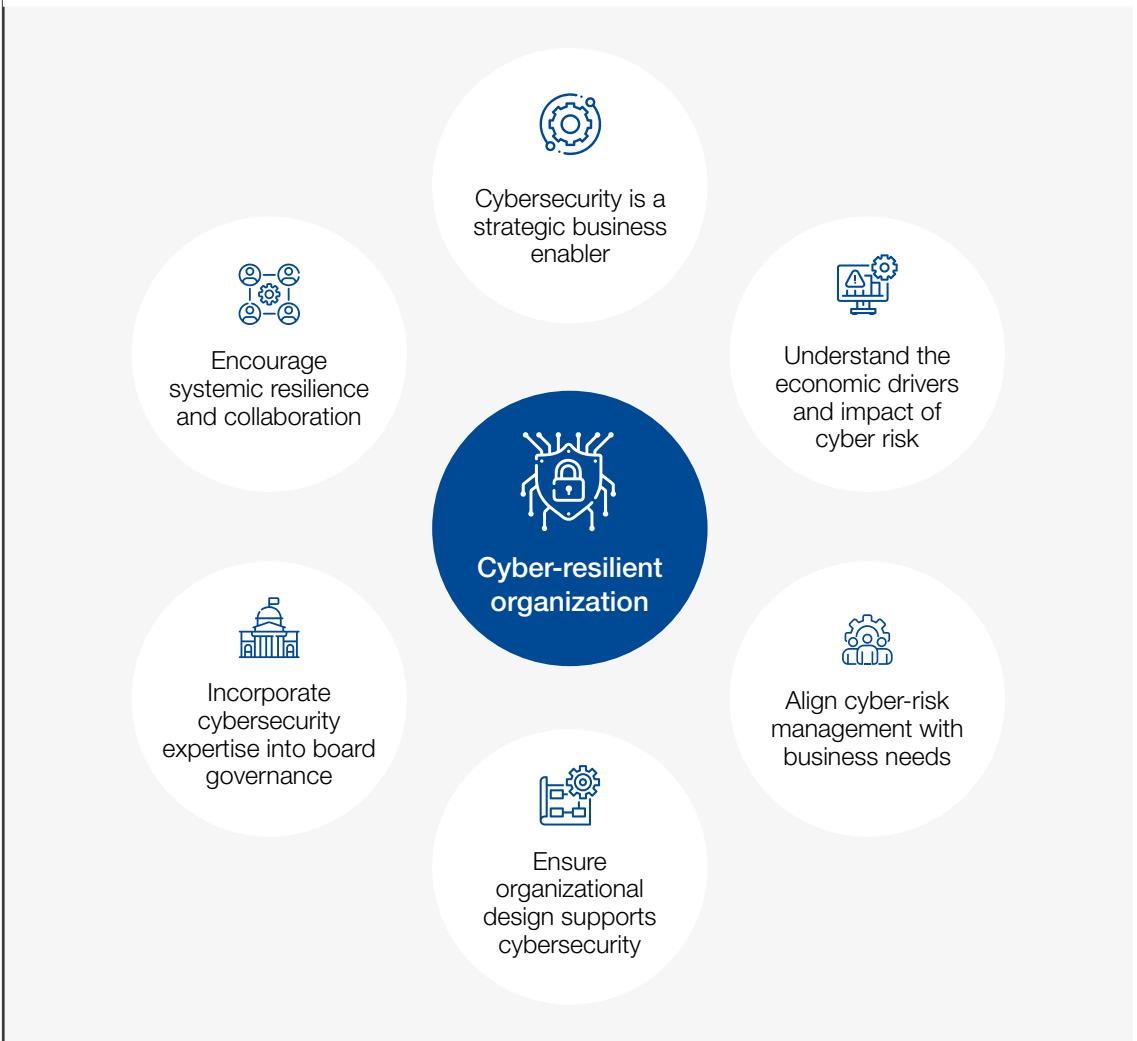 Cybersecurity is a
strategic business
enabler
Understand the
economic drivers
and impact of
cyber risk
Align cyber-risk
management with
business needs
Ensure
organizational
design supports
cybersecurity
Incorporate
cybersecurity
expertise into board
governance
Encourage
systemic resilience
and collaboration
Cyber-resilient
organization